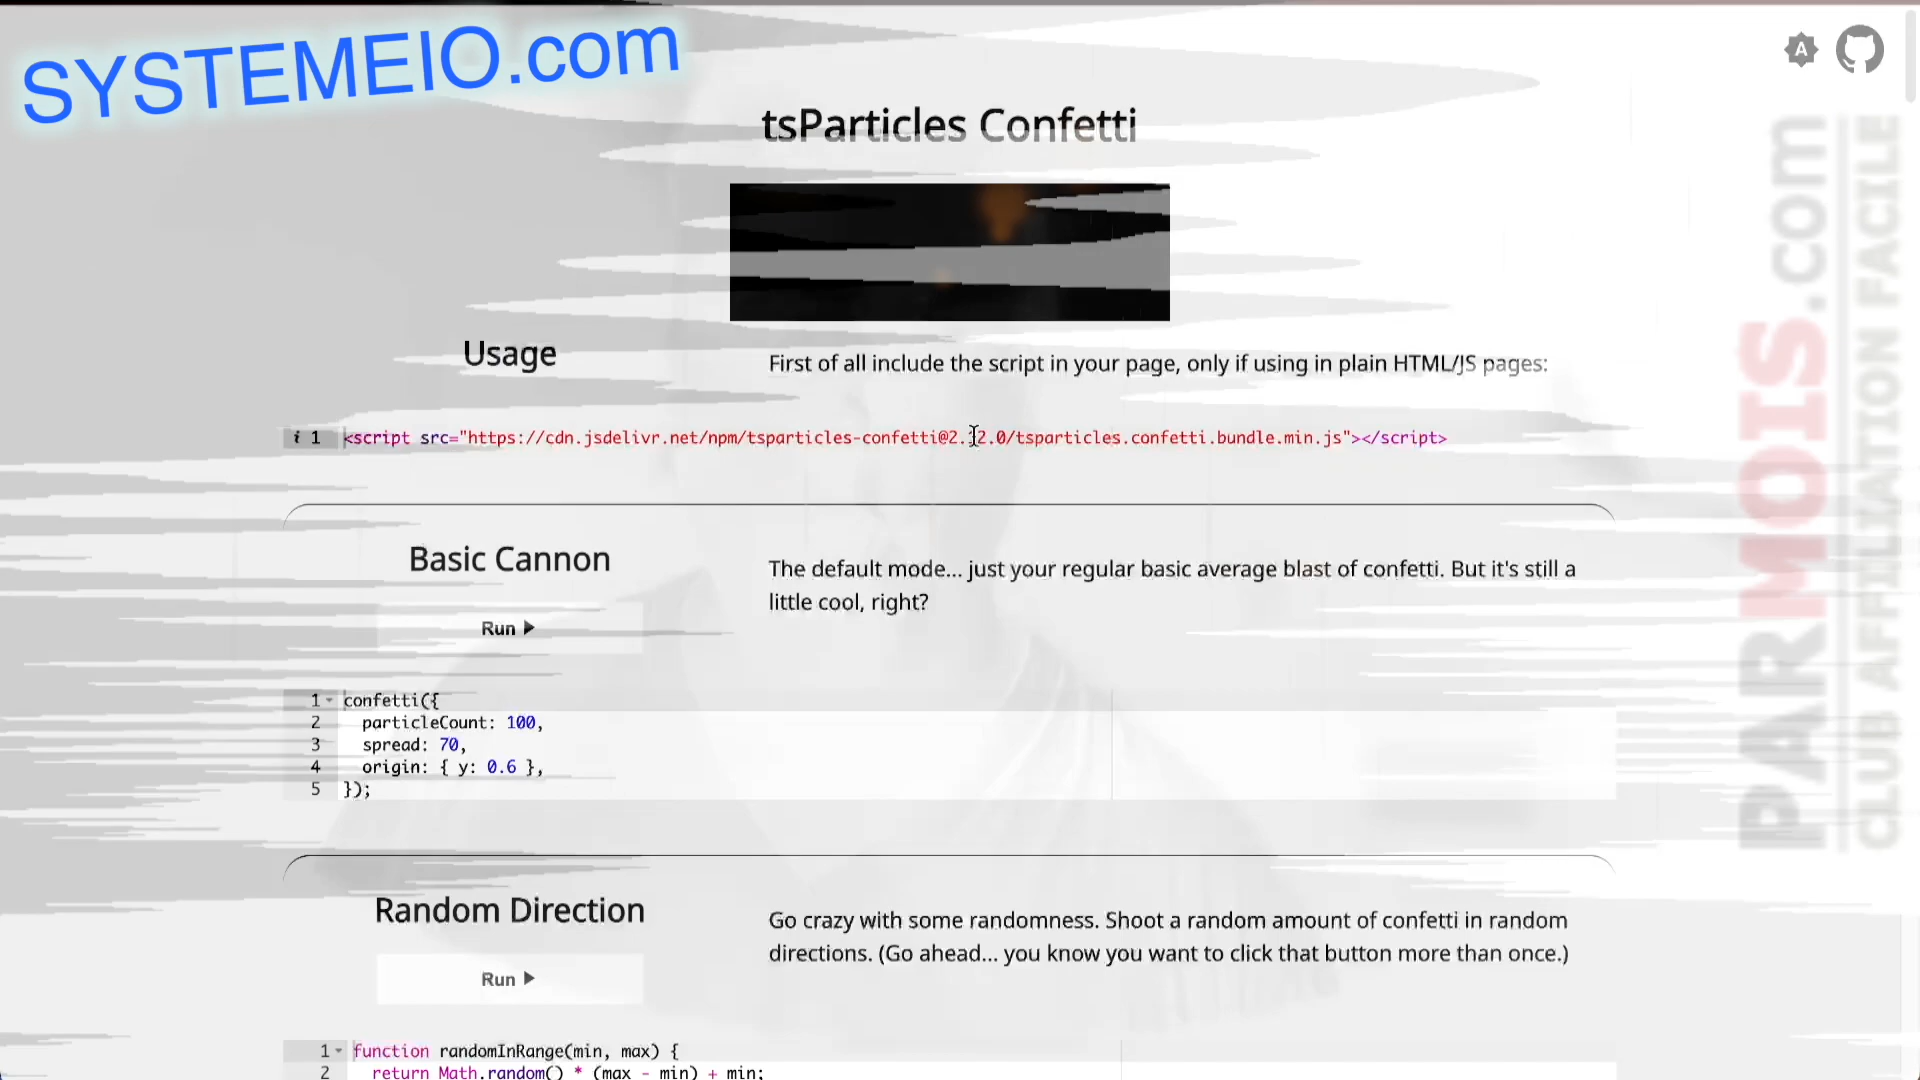 SYSTEMEIO.com
tsParticles Confetti
Usage
First of all include the script in your page, only if using in plain HTML/JS pages:
i 1 <script src="https://cdn.jsdelivr.net/npm/tsparticles-confetti@2.12.0/tsparticles.confetti.bundle.min.js"></script>
Basic Cannon
The default mode... just your regular basic average blast of confetti. But it's still a
little cool, right?
Run
1 confetti({
2 particleCount: 100,
3 spread: 70,
4 origin: { y: 0.6 },
5 });
Random Direction
Go crazy with some randomness. Shoot a random amount of confetti in random
directions. (Go ahead... you know you want to click that button more than once.)
Run
1 function randomInRange(min, max) {
2 return Math.random() * (max - min) + min;
PARMOIS.com
CLUB AFFILIATION FACILE